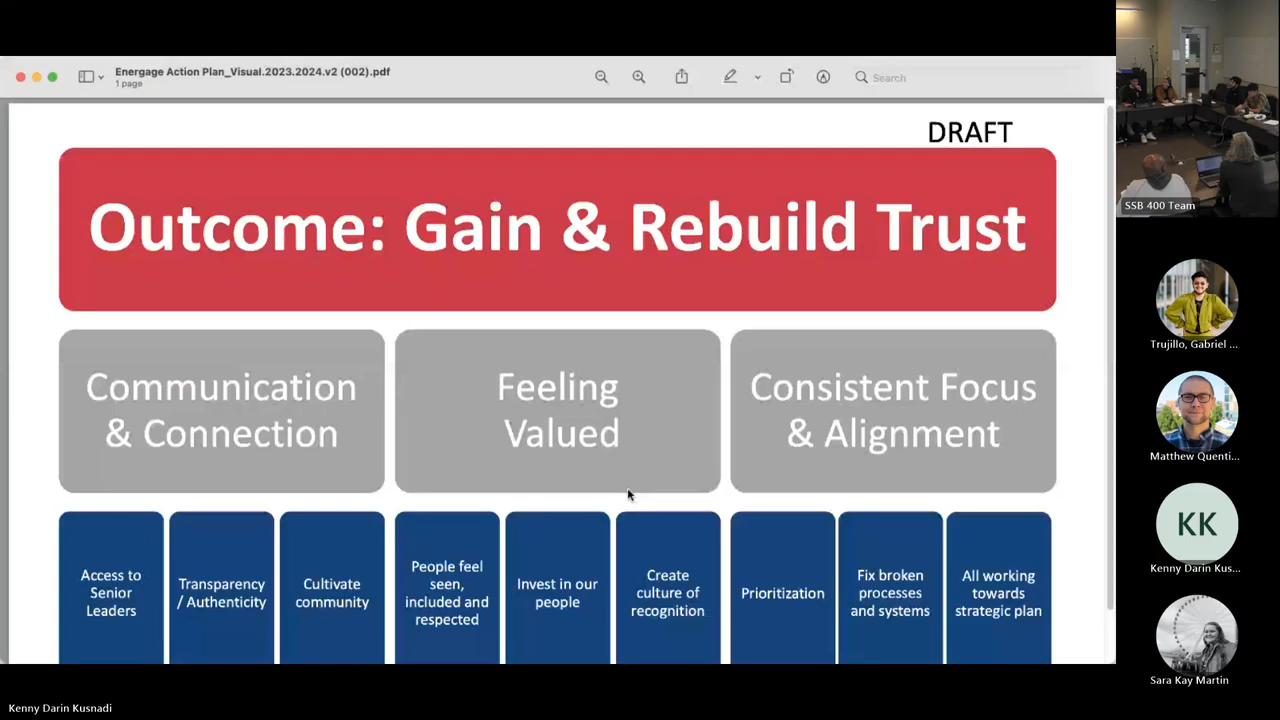 Energage Action Plan_Visual.2023.2024.v2 (002).pdf
1 page
Search
DRAFT
Outcome: Gain & Rebuild Trust
Communication
& Connection
Feeling
Valued
Consistent Focus
& Alignment
Access to
Senior
Leaders
Transparency
/ Authenticity
Cultivate
community
People feel
seen,
included and
respected
Invest in our
people
Create
culture of
recognition
Prioritization
Fix broken
processes
and systems
All working
towards
strategic plan
SSB 400 Team
Trujillo, Gabriel ...
Matthew Quenti...
KK
Kenny Darin Kus...
Sara Kay Martin
Kenny Darin Kusnadi